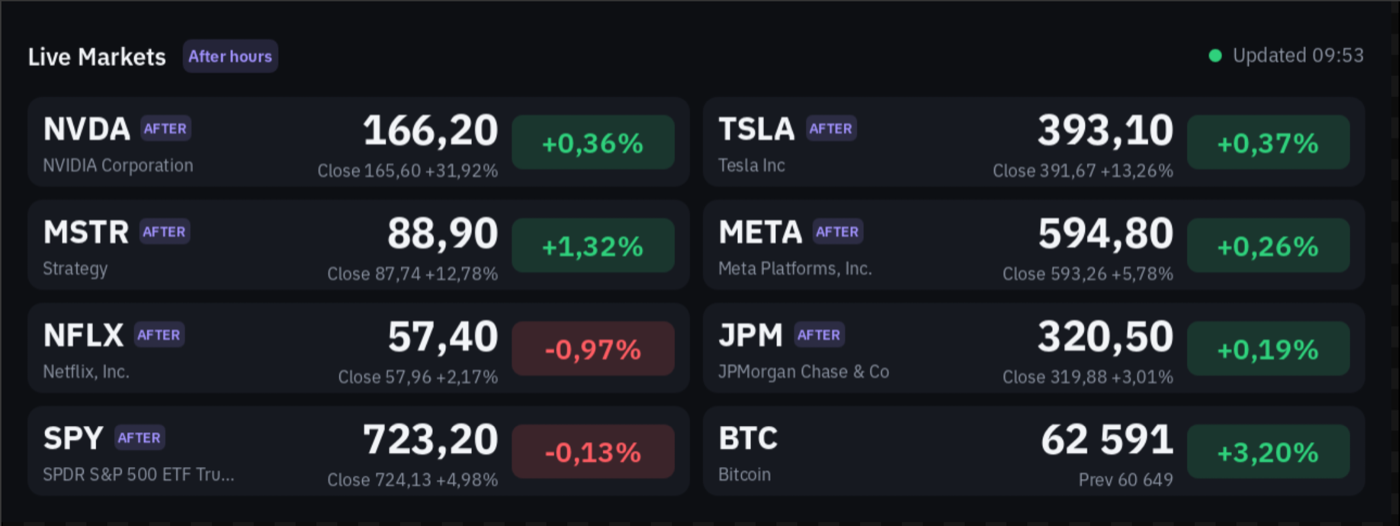 Live Markets After hours
Updated 09:53
NVDA AFTER
NVIDIA Corporation
166,20
Close 165,60 +31,92%
+0,36%
TSLA AFTER
Tesla Inc
393,10
Close 391,67 +13,26%
+0,37%
MSTR AFTER
Strategy
88,90
Close 87,74 +12,78%
+1,32%
META AFTER
Meta Platforms, Inc.
594,80
Close 593,26 +5,78%
+0,26%
NFLX AFTER
Netflix, Inc.
57,40
Close 57,96 +2,17%
-0,97%
JPM AFTER
JPMorgan Chase & Co
320,50
Close 319,88 +3,01%
+0,19%
SPY AFTER
SPDR S&P 500 ETF Tru...
723,20
Close 724,13 +4,98%
-0,13%
BTC
Bitcoin
62 591
Prev 60 649
+3,20%